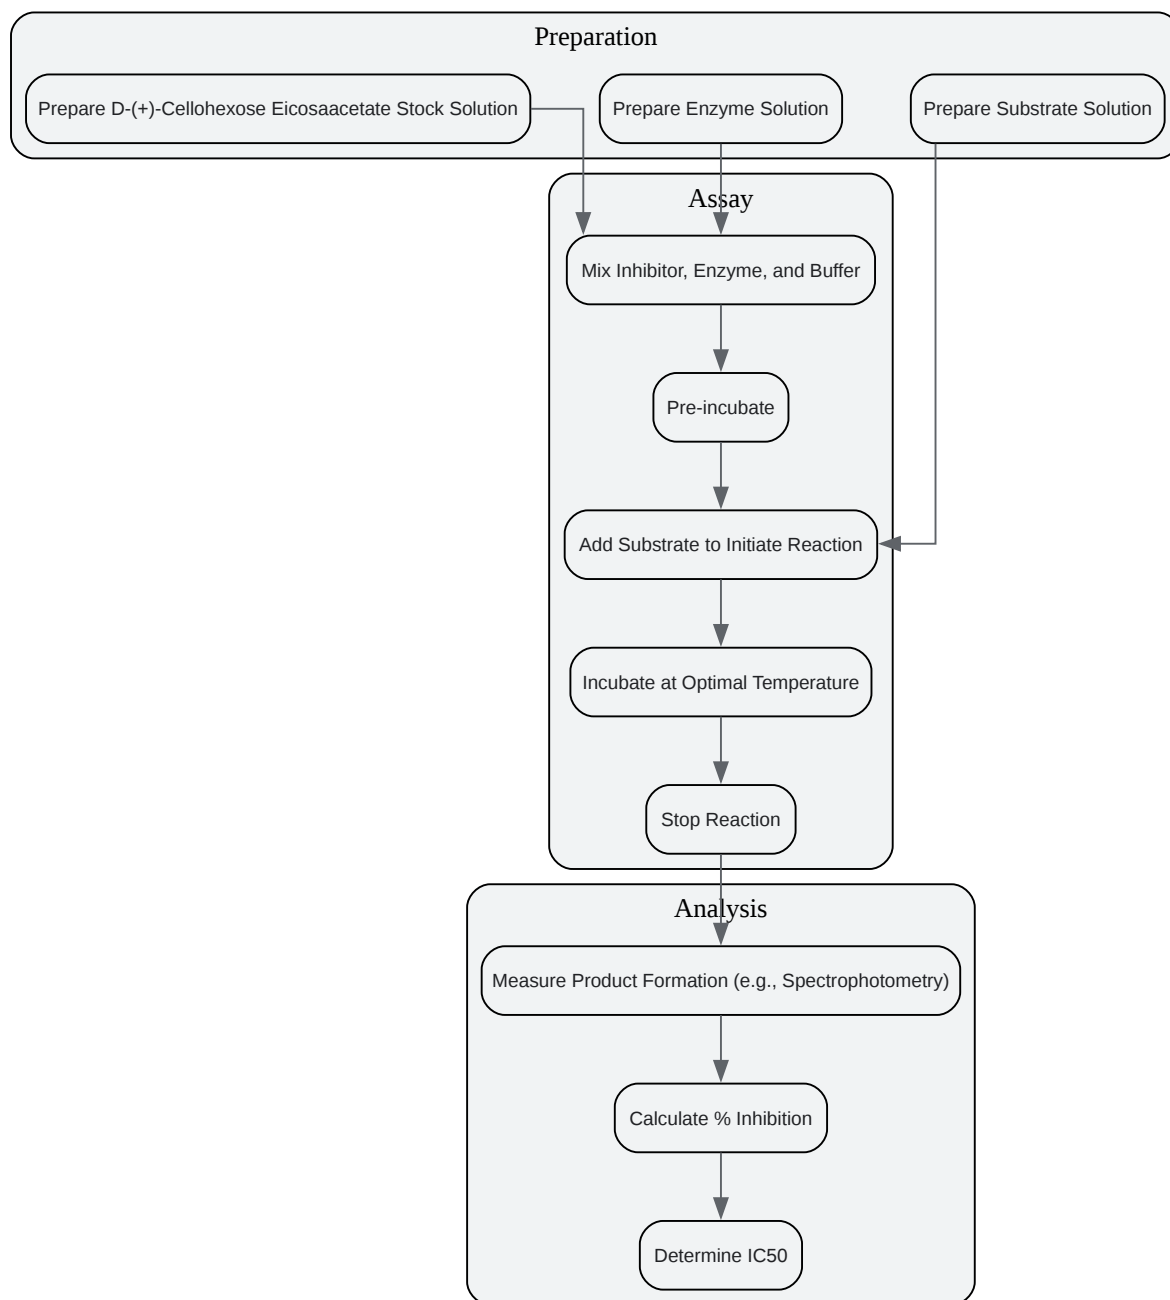 Preparation
Prepare D-(+)-Cellohexose Eicosaacetate Stock Solution
Prepare Enzyme Solution
Prepare Substrate Solution
Assay
Mix Inhibitor, Enzyme, and Buffer
Pre-incubate
Add Substrate to Initiate Reaction
Incubate at Optimal Temperature
Stop Reaction
Analysis
Measure Product Formation (e.g., Spectrophotometry)
Calculate % Inhibition
Determine IC50